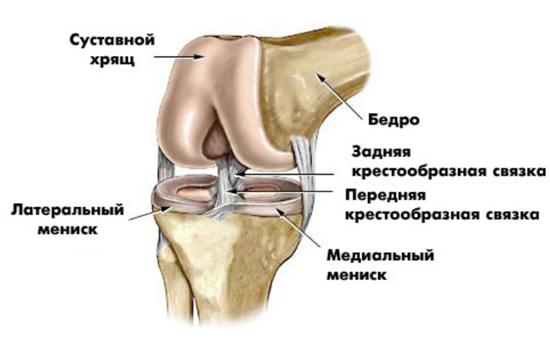 Суставной
хрящ
Бедро
Задняя
крестообразная связка
Передняя
крестообразная связка
Латеральный
мениск
Медиальный
мениск